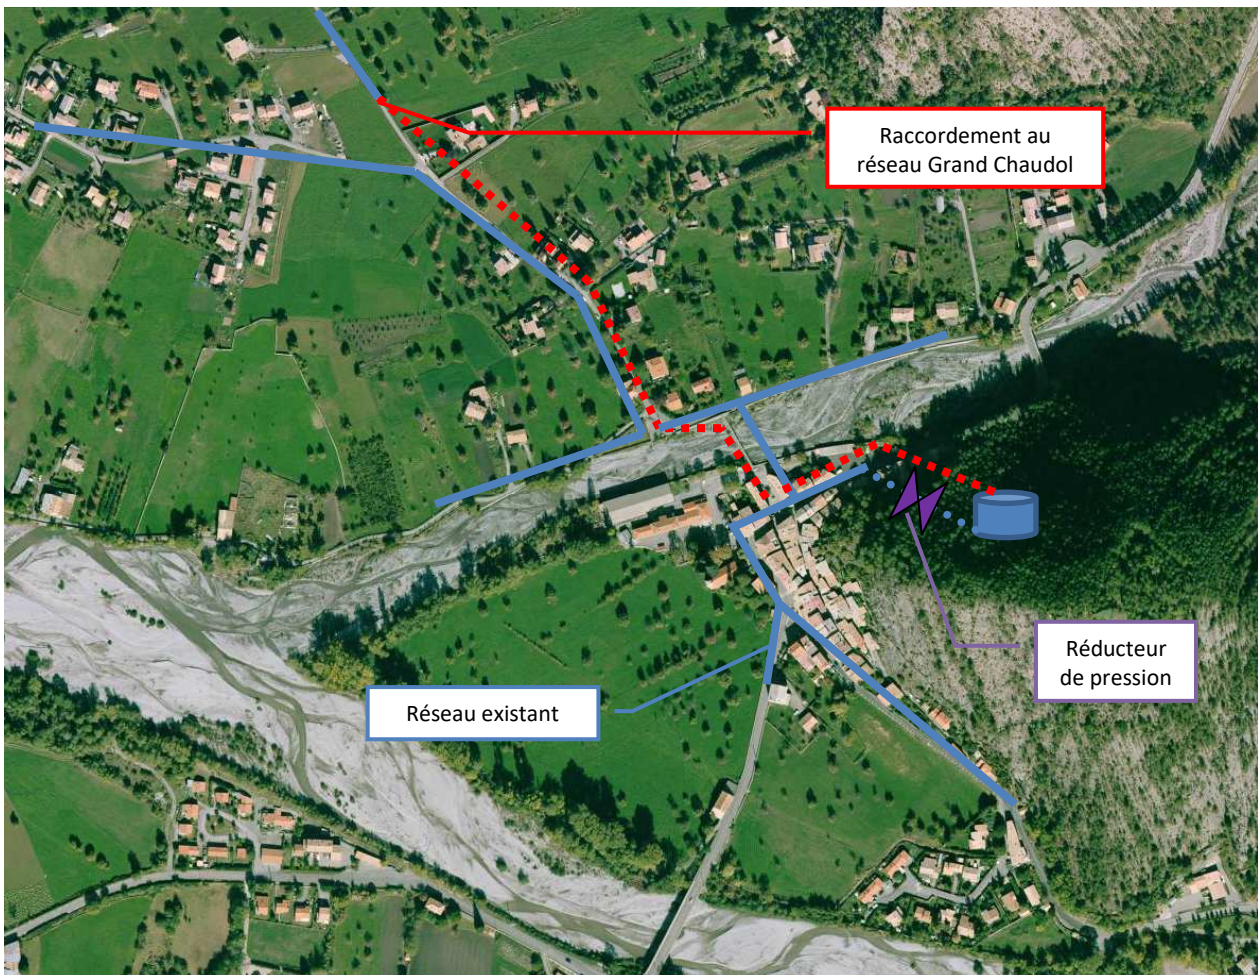 Raccordement au
réseau Grand Chaudol
Réducteur
de pression
Réseau existant